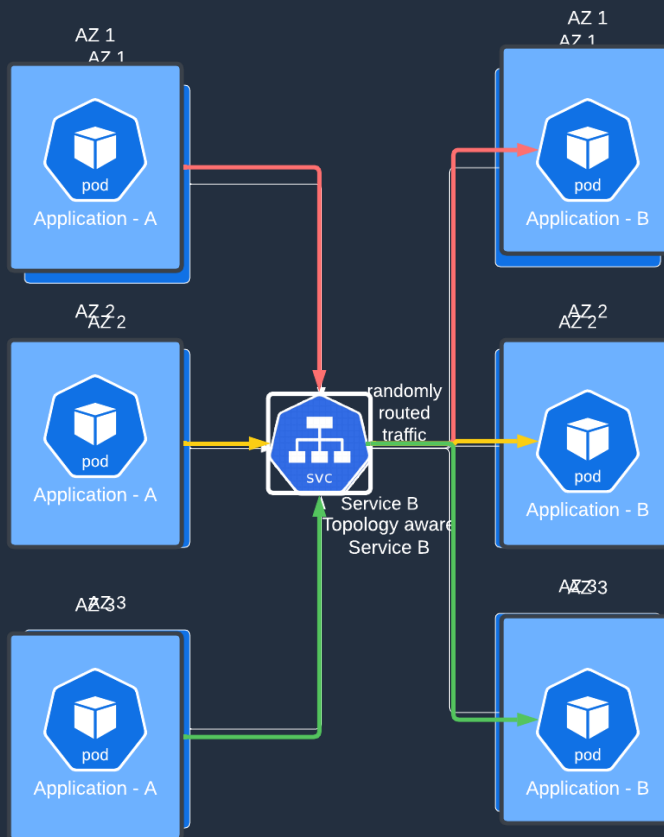 AZ 1
AZ 1
pod
Application - A
AZ 1
AZ 1
pod
Application - B
AZ 2
AZ 2
pod
Application - A
randomly
routed
traffic
svc
Service B
Topology aware
Service B
AZ 2
AZ 2
pod
Application - B
AZ 3
AZ 3
pod
Application - A
AZ 3
AZ 3
pod
Application - B